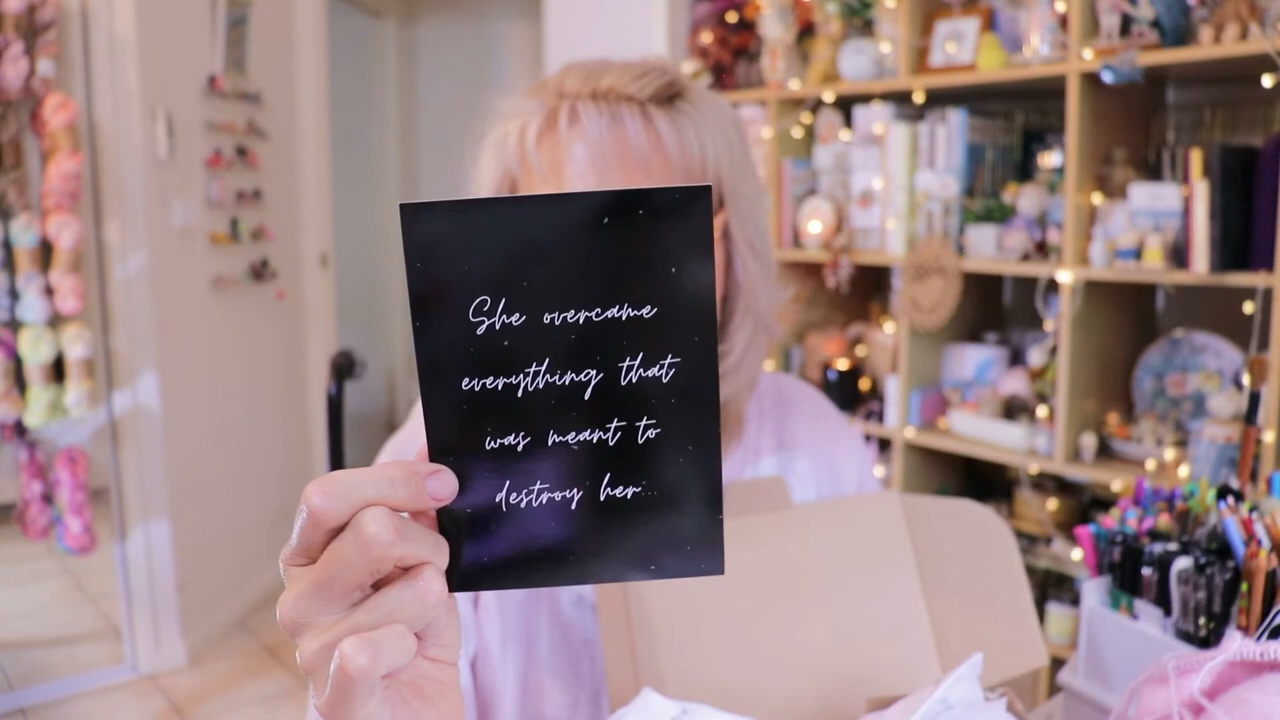 She overcame
everything that
was meant to
destroy her